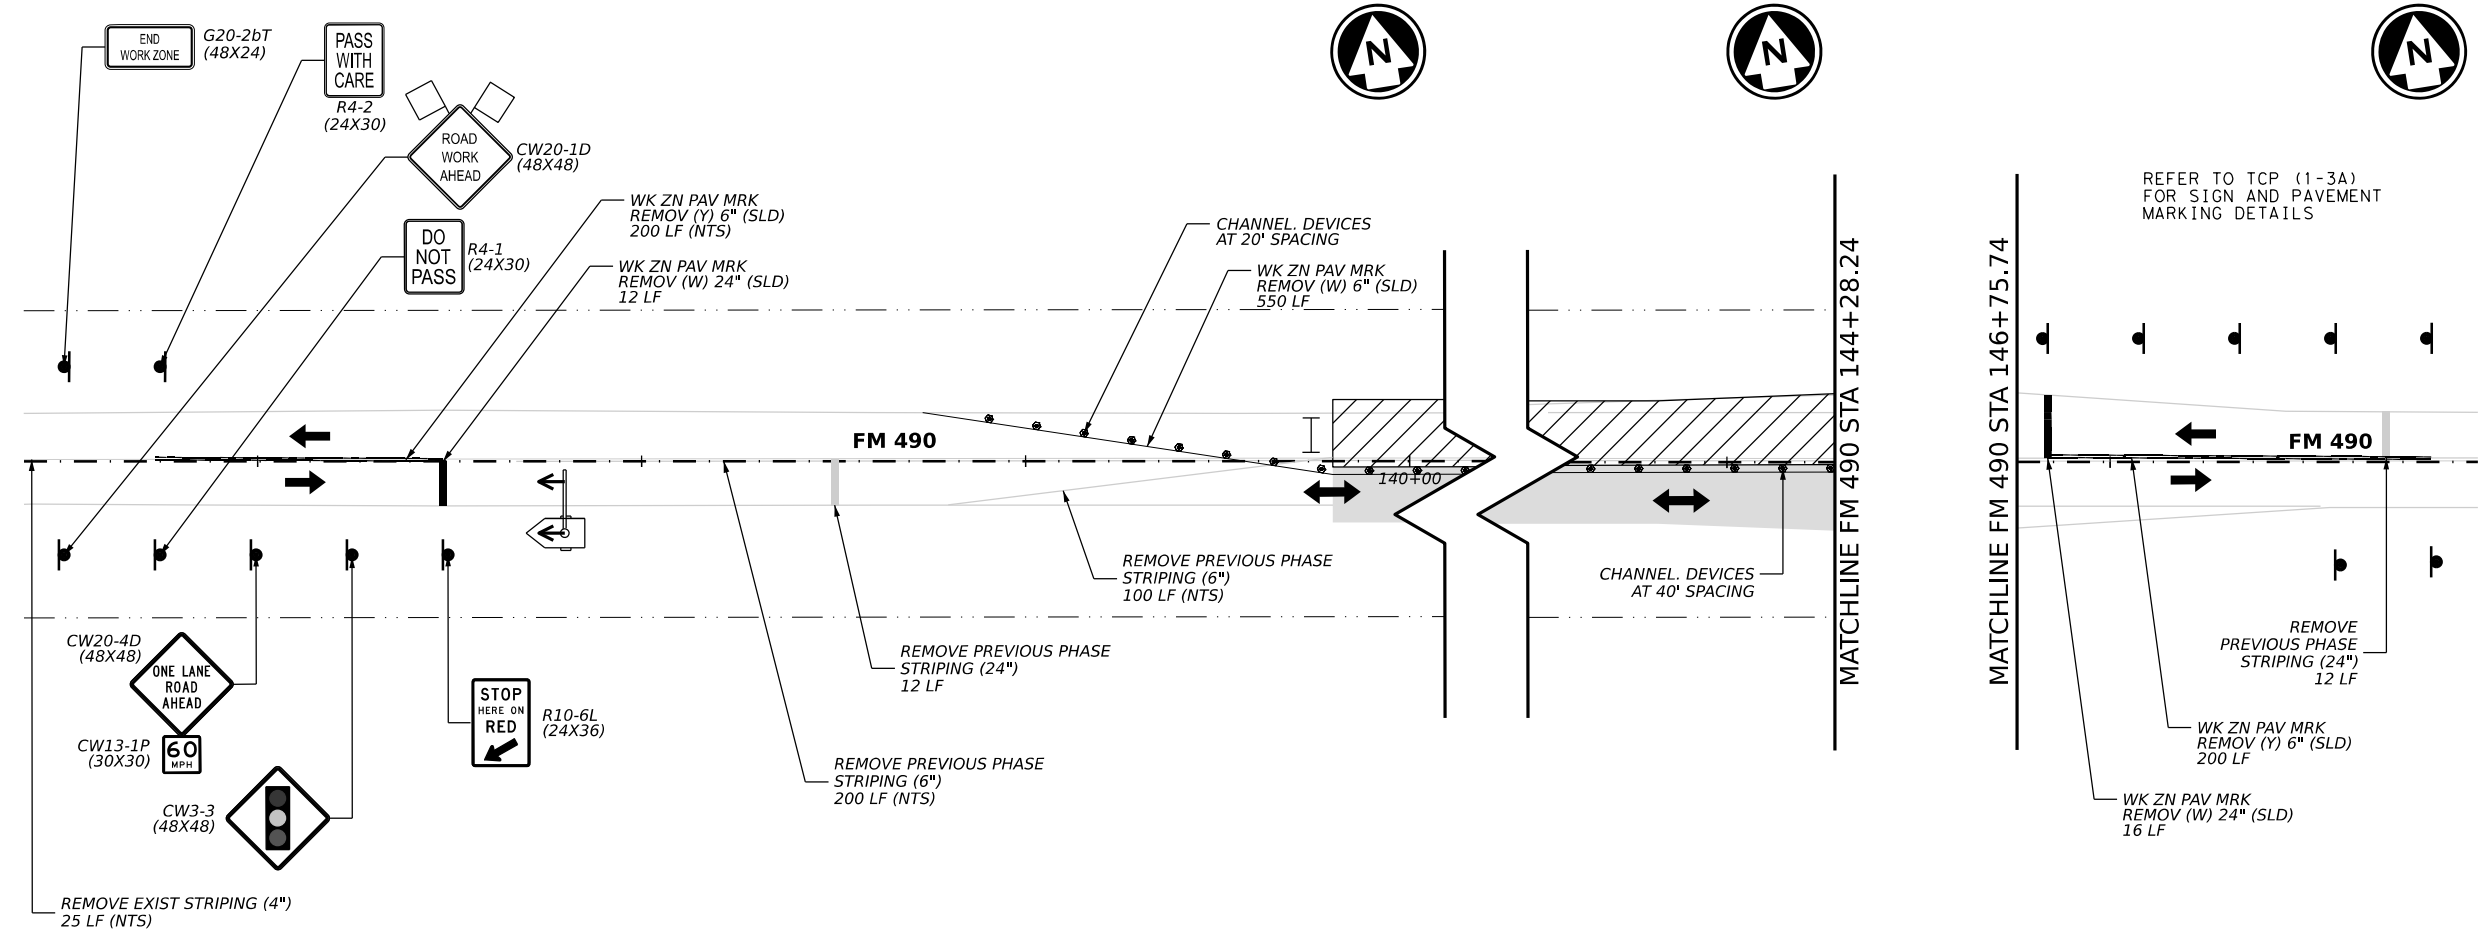 END
WORK ZONE
G20-2bT
(48X24)
PASS
WITH
CARE
R4-2
(24X30)
ROAD
WORK
AHEAD
CW20-1D
(48X48)
DO
NOT
PASS
R4-1
(24X30)
WK ZN PAV MRK
REMOV (Y) 6" (SLD)
200 LF (NTS)
WK ZN PAV MRK
REMOV (W) 24" (SLD)
12 LF
CHANNEL. DEVICES
AT 20' SPACING
WK ZN PAV MRK
REMOV (W) 6" (SLD)
550 LF
N
N
N
REFER TO TCP (1-3A)
FOR SIGN AND PAVEMENT
MARKING DETAILS
MATCHLINE FM 490 STA 144+28.24
MATCHLINE FM 490 STA 146+75.74
FM 490
FM 490
140+00
REMOVE PREVIOUS PHASE
STRIPING (6")
100 LF (NTS)
CHANNEL. DEVICES
AT 40' SPACING
REMOVE PREVIOUS PHASE
STRIPING (24")
12 LF
REMOVE PREVIOUS PHASE
STRIPING (6")
200 LF (NTS)
REMOVE
PREVIOUS PHASE
STRIPING (24")
12 LF
WK ZN PAV MRK
REMOV (Y) 6" (SLD)
200 LF
WK ZN PAV MRK
REMOV (W) 24" (SLD)
16 LF
CW20-4D
(48X48)
ONE LANE
ROAD
AHEAD
CW13-1P
(30X30)
60
MPH
CW3-3
(48X48)
STOP
HERE ON
RED
R10-6L
(24X36)
REMOVE EXIST STRIPING (4")
25 LF (NTS)